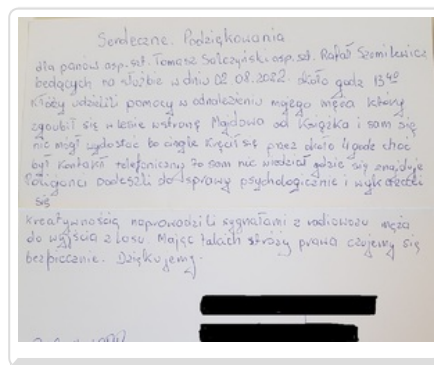 Serdeczne. Podziękowania
dla panów asp. szt. Tomasz Salczyński asp. szt. Rafał Szemilewicz
będących na służbie w dniu 02 08.2022. około godz 13⁴⁰
którzy udzielili pomocy w odnalezieniu mojego męża który
zgubił się w lesie w stronę Majdowa od Książka i sam się
nie mógł wydostać bo ciągle kręcił się przez około 4 godz choć
był kontakt telefoniczny to sam nie wiedział gdzie się znajduje
Policjanci podeszli do sprawy psychologicznie i wykazali
się
kreatywnością naprowadzili sygnałami z radiowozu męża
do wyjścia z lasu. Mając takich stróży prawa czujemy się
bezpiecznie. Dziękujemy.